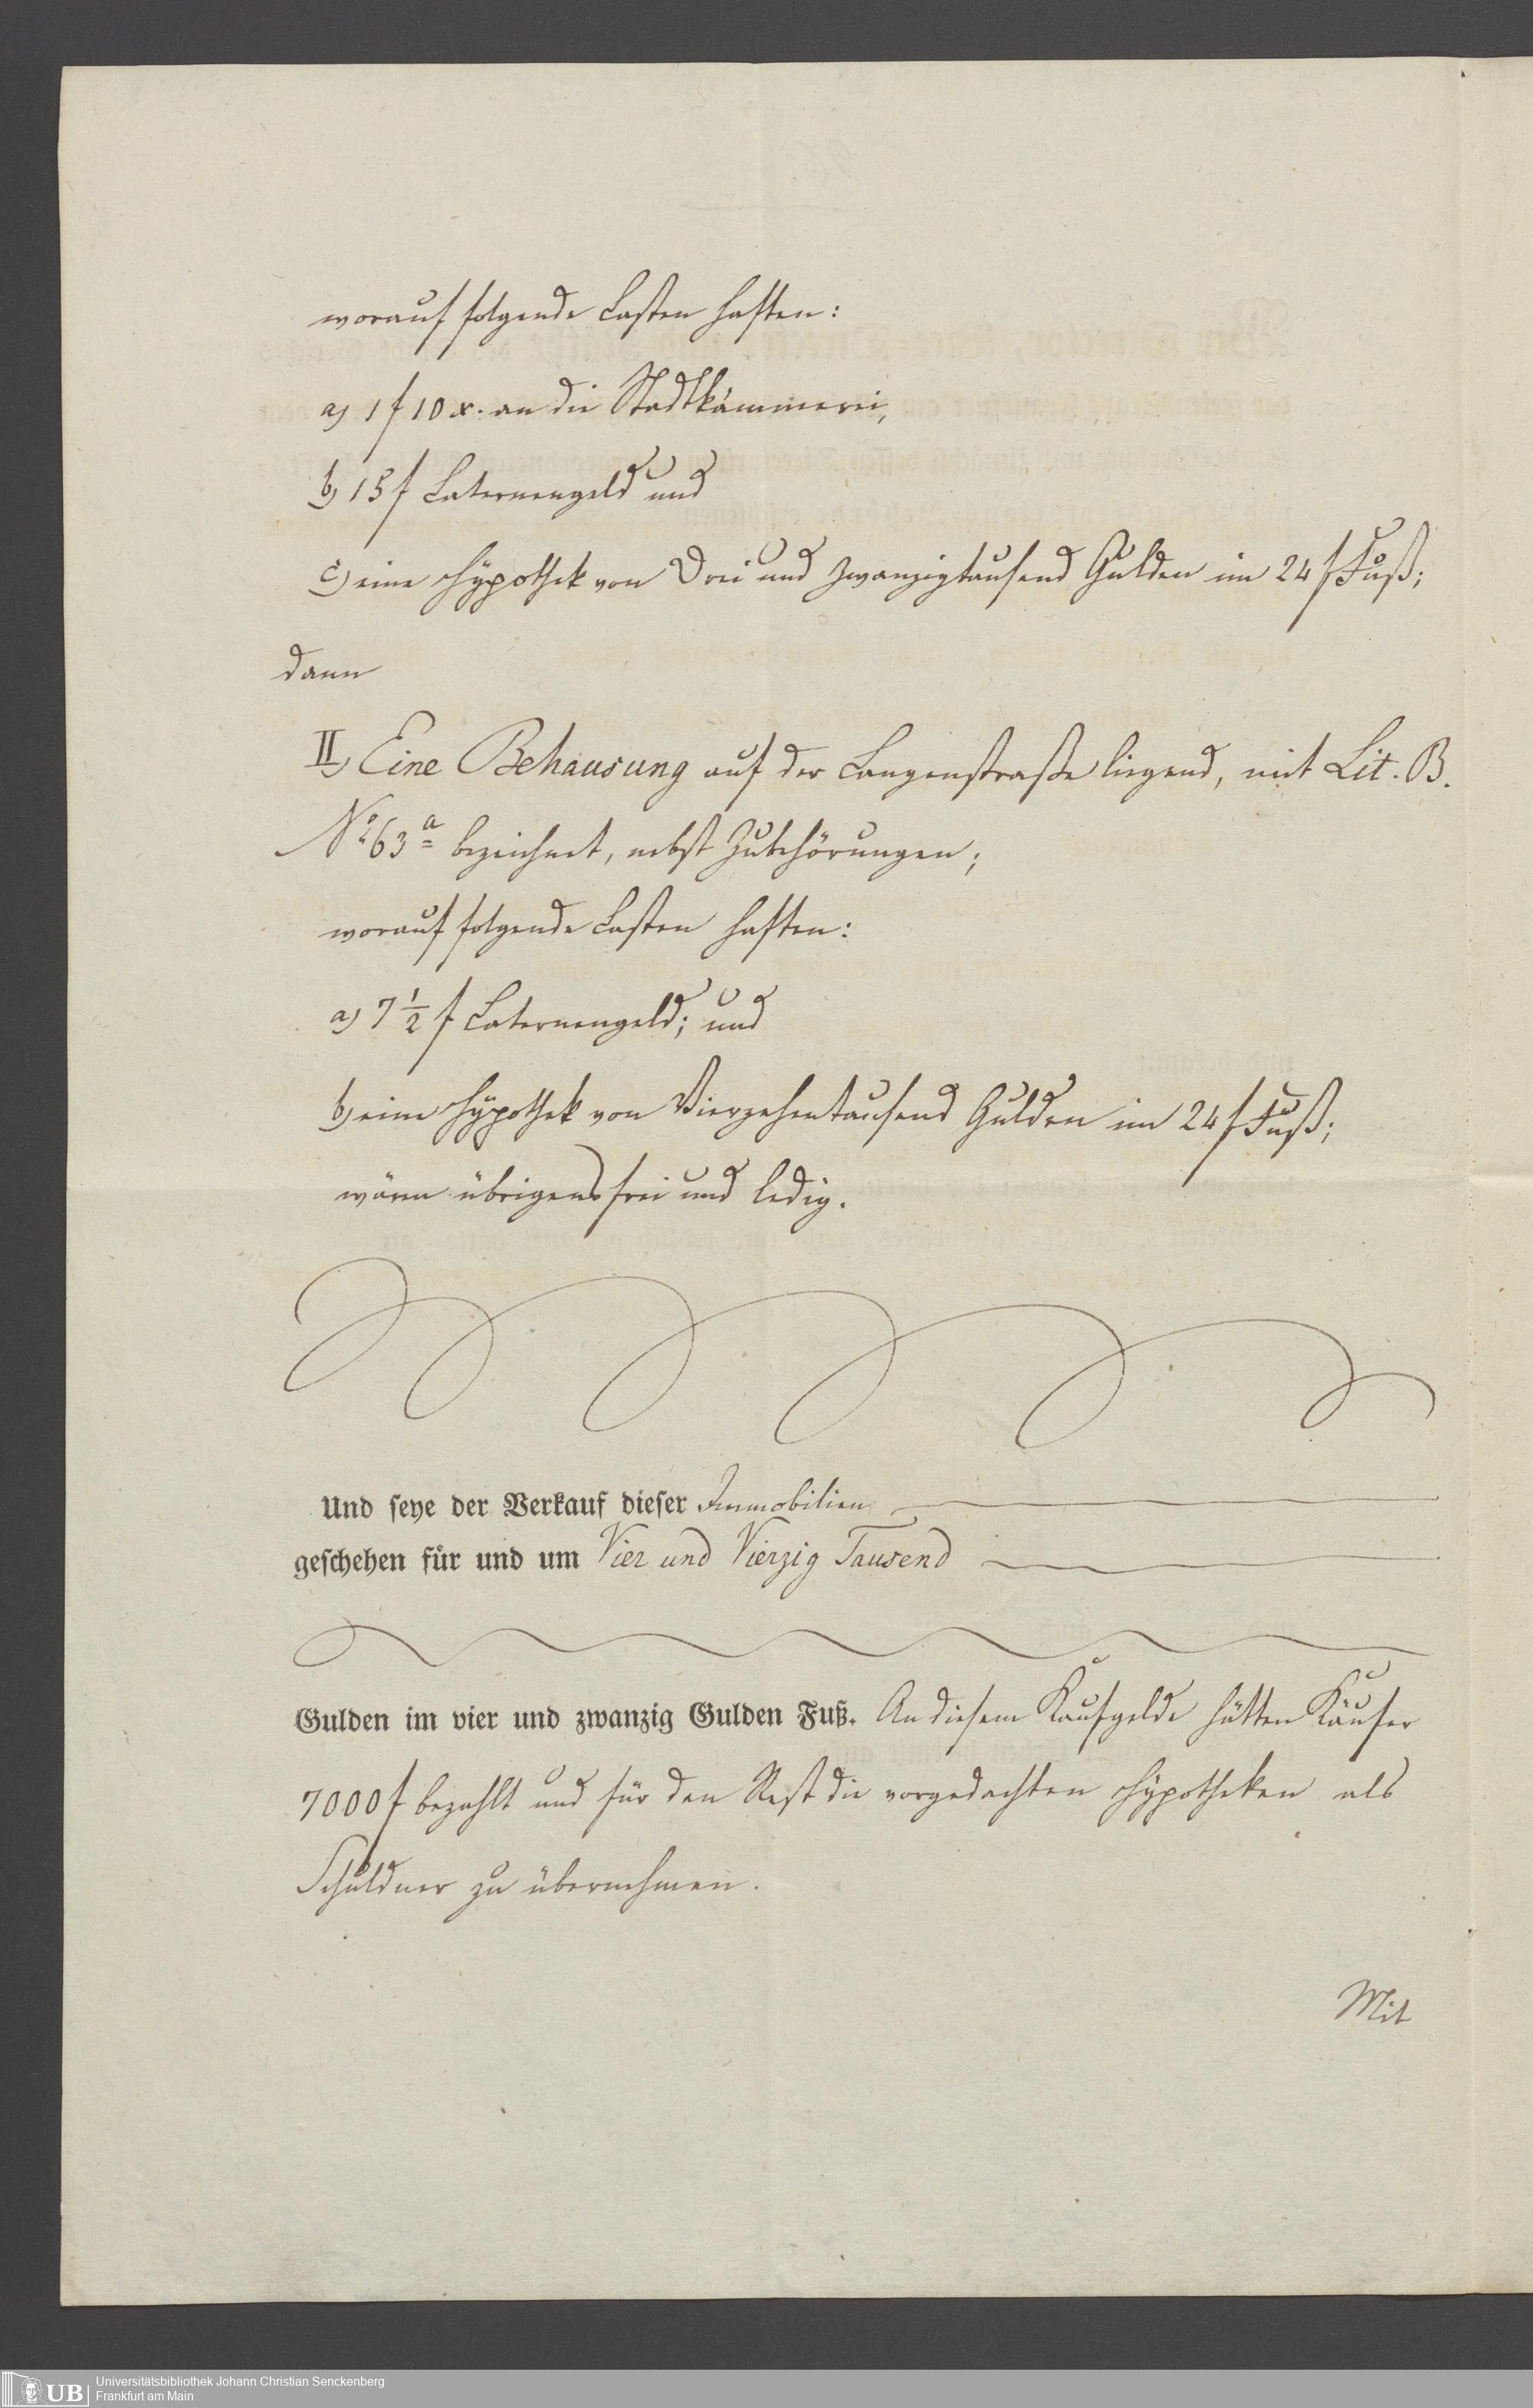 worauf folgende Lasten haften:
a) 1 f 10 x. an die Stadtkämmerei,
b) 15 f Laternengeld und
c) eine Hypothek von Drei und zwanzigtausend Gulden im 24 f Fuß;
dann
II) Eine Behausung auf der Langenstraße liegend, mit Lit. B.
No. 63a bezeichnet, nebst Zubehörungen;
worauf folgende Lasten haften:
a) 7 1/2 f Laternengeld; und
b) eine Hypothek von Vierzehentausend Gulden im 24 f Fuß;
wären übrigens frei und ledig.
Und seye der Verkauf dieser Immobilien
geschehen für und um Vier und Vierzig Tausend
Gulden im vier und zwanzig Gulden Fuß. An diesem Kaufgelde hätten Käufer
7000 f bezahlt und für den Rest die vorgedachten Hypotheken als
Schuldner zu übernehmen.
Mit
UB Universitätsbibliothek Johann Christian Senckenberg
Frankfurt am Main